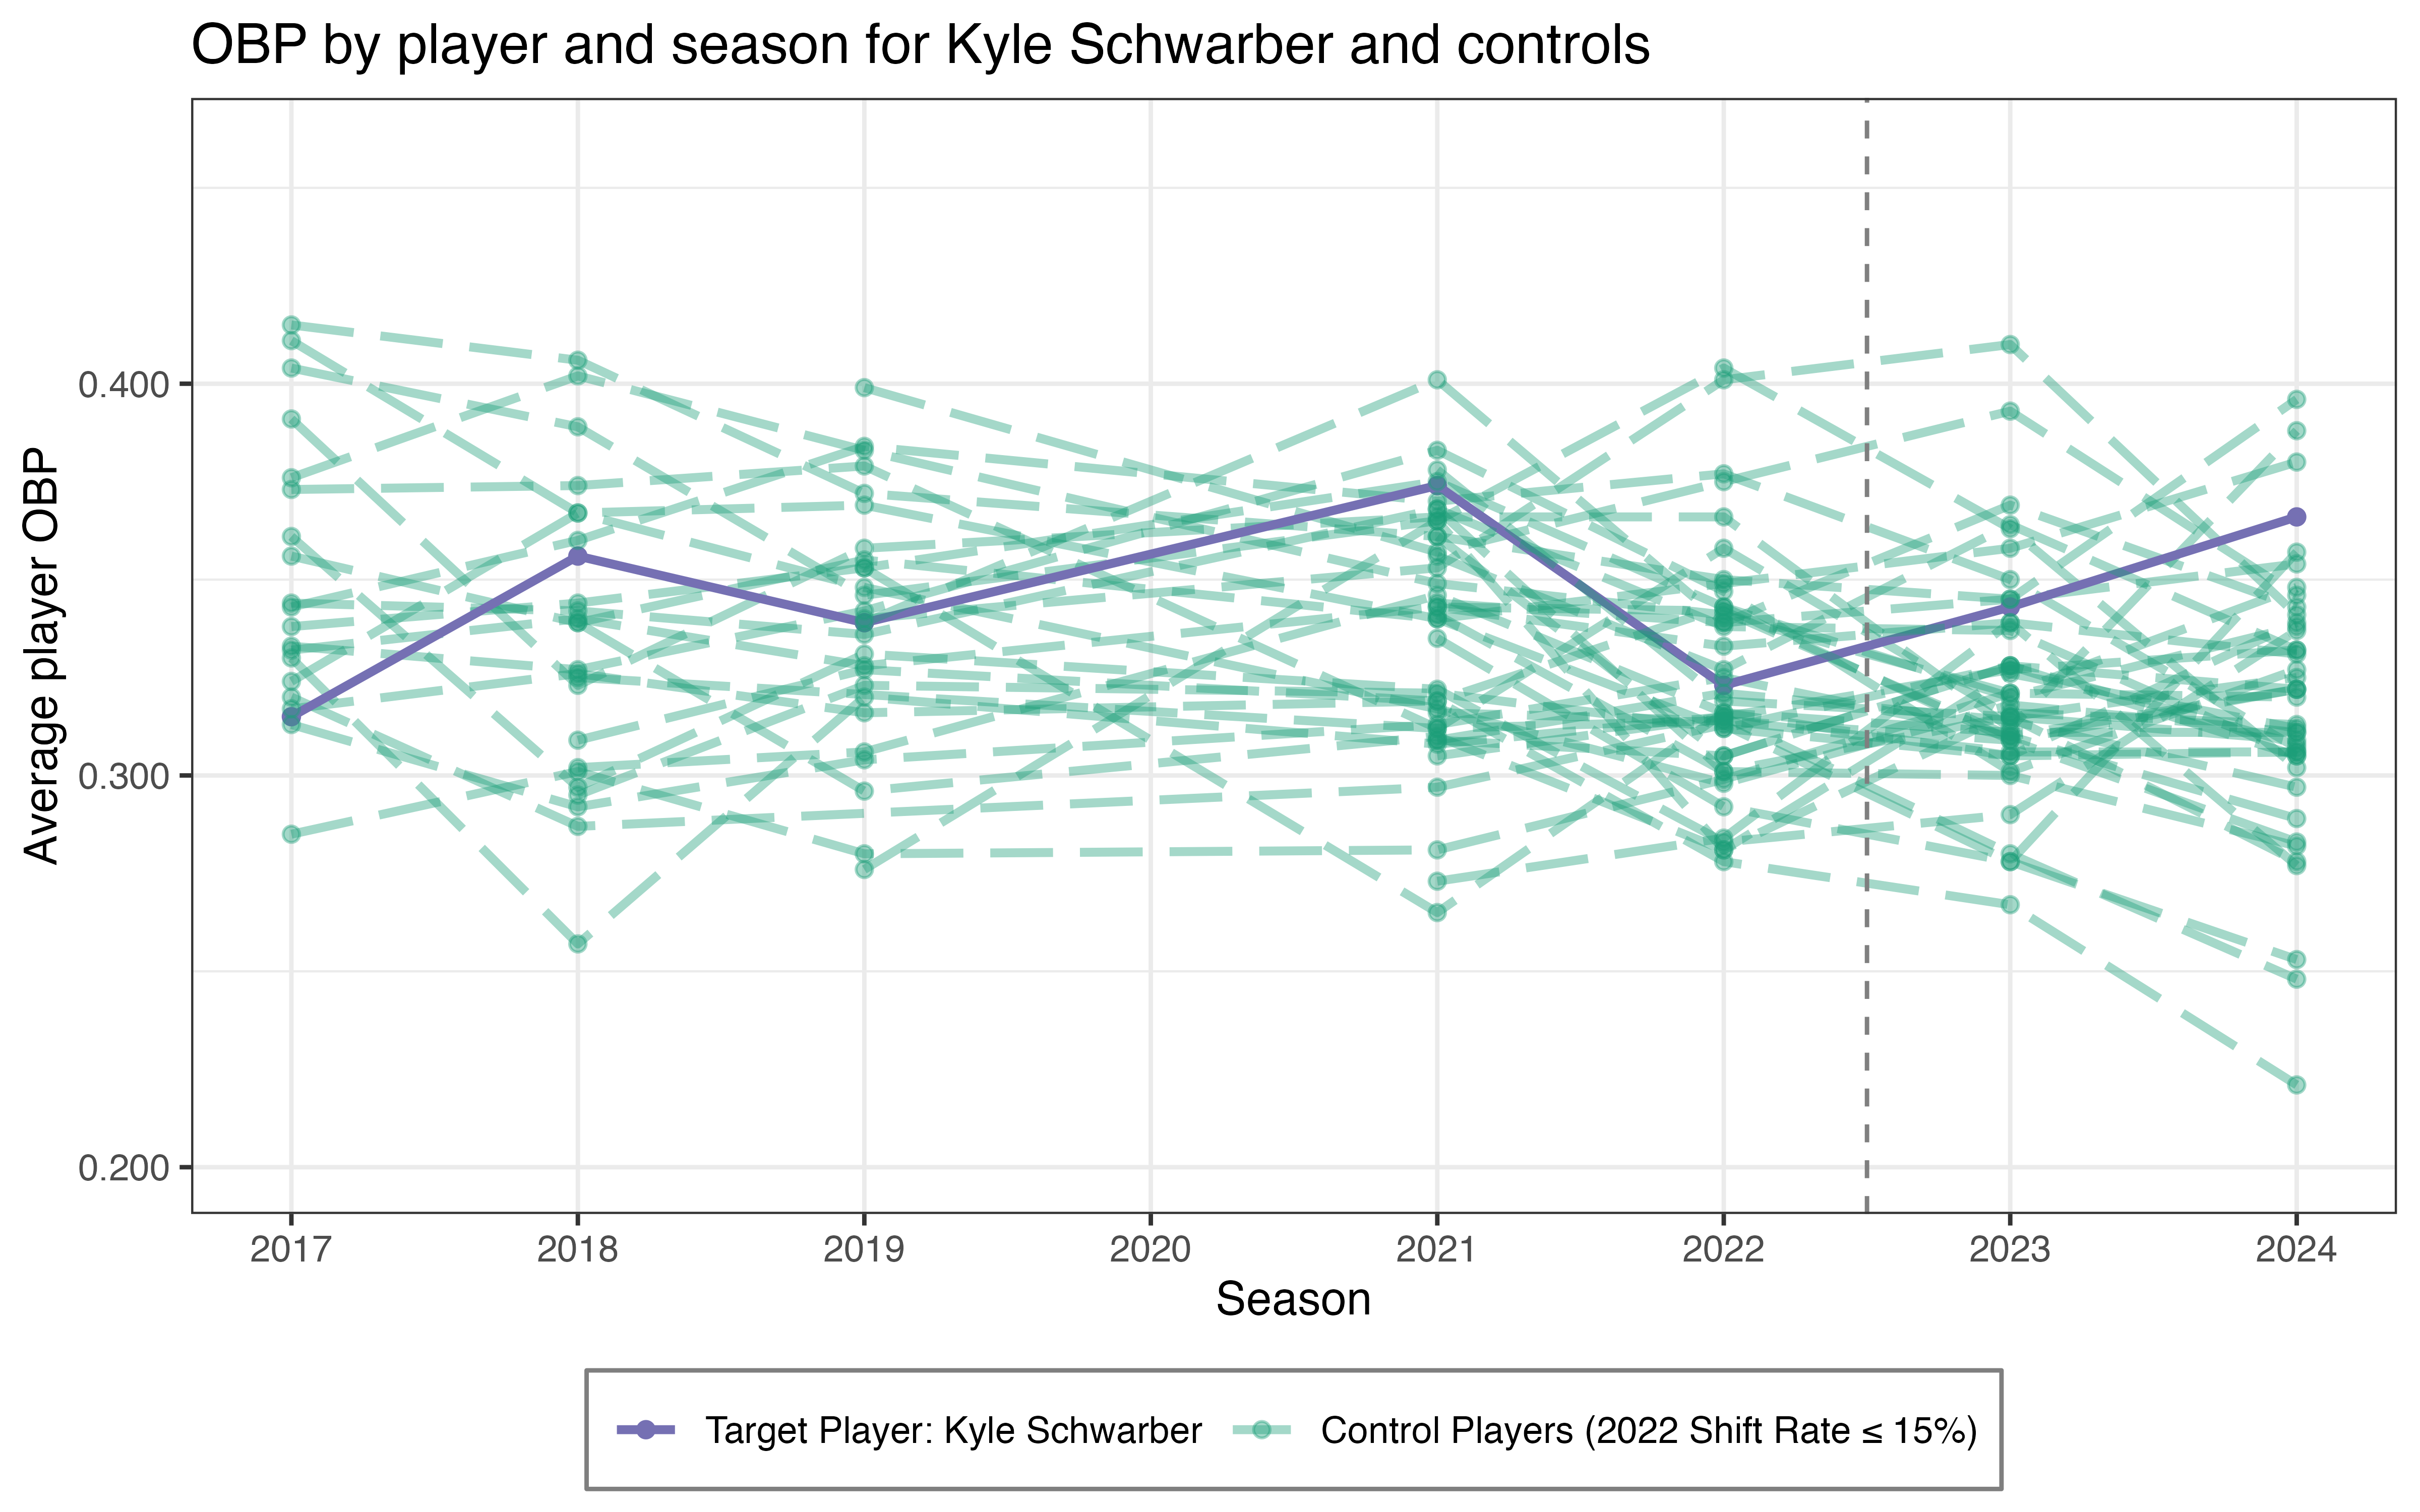 OBP by player and season for Kyle Schwarber and controls
Average player OBP
0.400
0.300
0.200
2017 2018 2019 2020 2021 2022 2023 2024
Season
Target Player: Kyle Schwarber Control Players (2022 Shift Rate ≤ 15%)